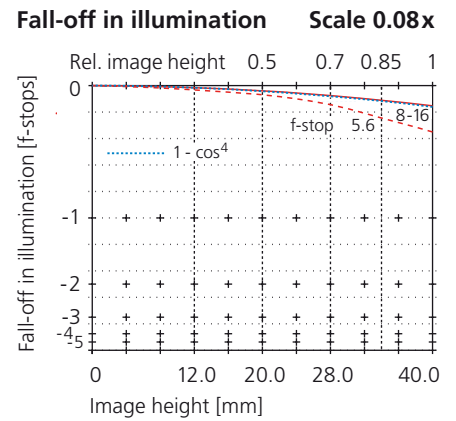 Fall-off in illumination Scale 0.08x
Rel. image height 0.5 0.7 0.85 1
0
8-16
f-stop 5.6
1 - cos4
-1
-2
-3
-4
-5
Fall-off in illumination [f-stops]
0 12.0 20.0 28.0 40.0
Image height [mm]